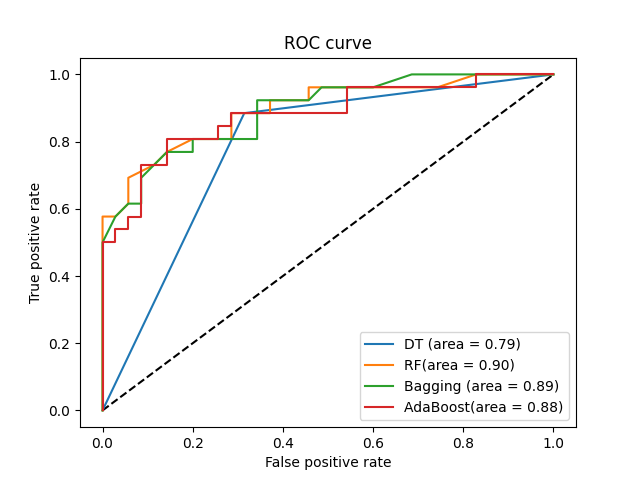 ROC curve
1.0
0.8
0.6
0.4
0.2
0.0
True positive rate
0.0 0.2 0.4 0.6 0.8 1.0
False positive rate
DT (area = 0.79)
RF(area = 0.90)
Bagging (area = 0.89)
AdaBoost(area = 0.88)